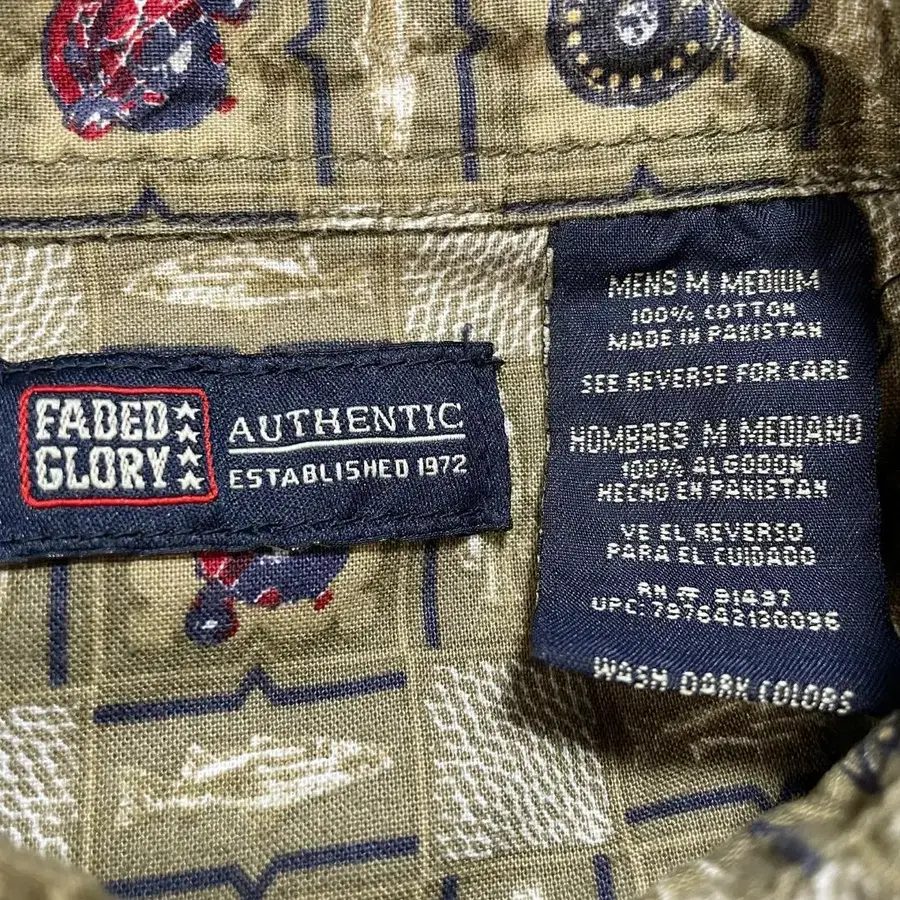 FADED
GLORY
AUTHENTIC
ESTABLISHED 1972
MENS M MEDIUM
100% COTTON
MADE IN PAKISTAN
SEE REVERSE FOR CARE
HOMBRES M MEDIANO
100% ALGODON
HECHO EN PAKISTAN
VE EL REVERSO
PARA EL CUIDADO
RN # 91497
UPC: 797642130036
WASH DARK COLORS